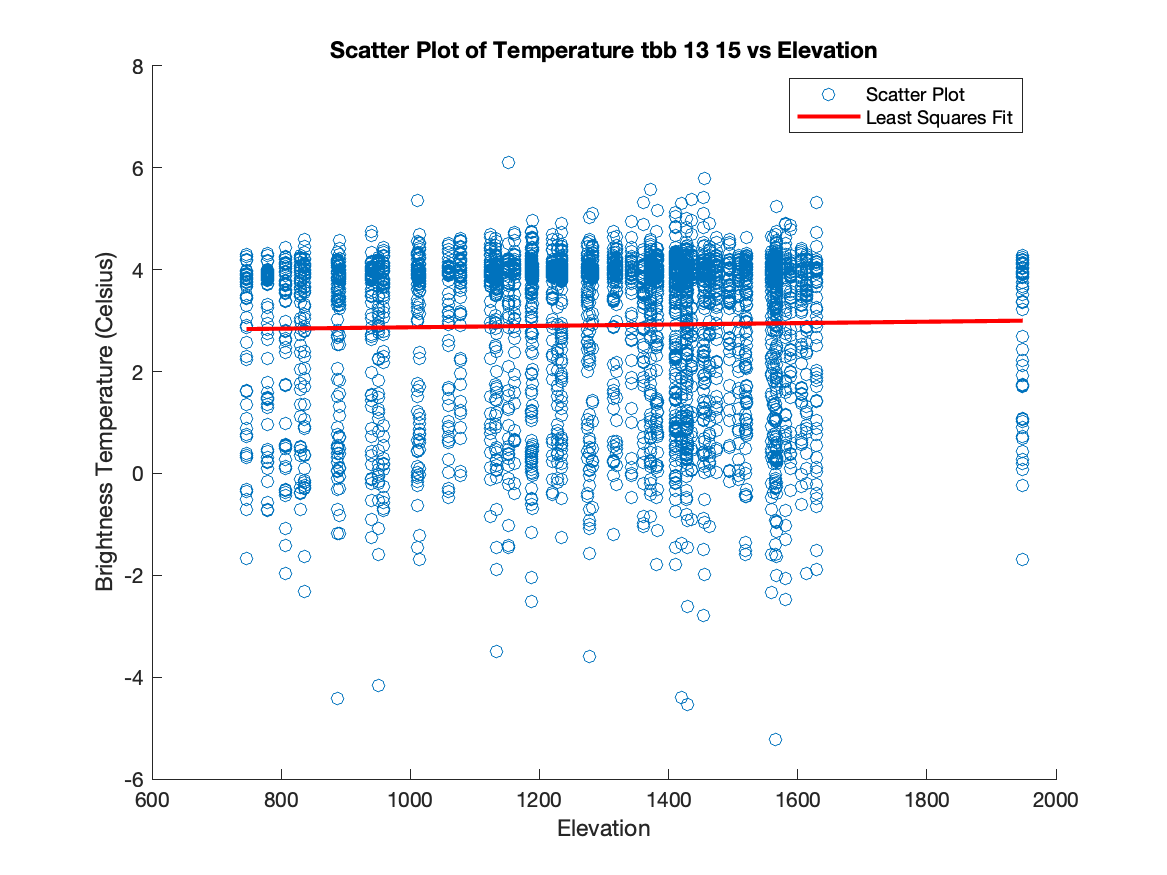 Scatter Plot of Temperature tbb 13 15 vs Elevation
8
Scatter Plot
Least Squares Fit
6
4
2
0
-2
-4
-6
Brightness Temperature (Celsius)
600 800 1000 1200 1400 1600 1800 2000
Elevation